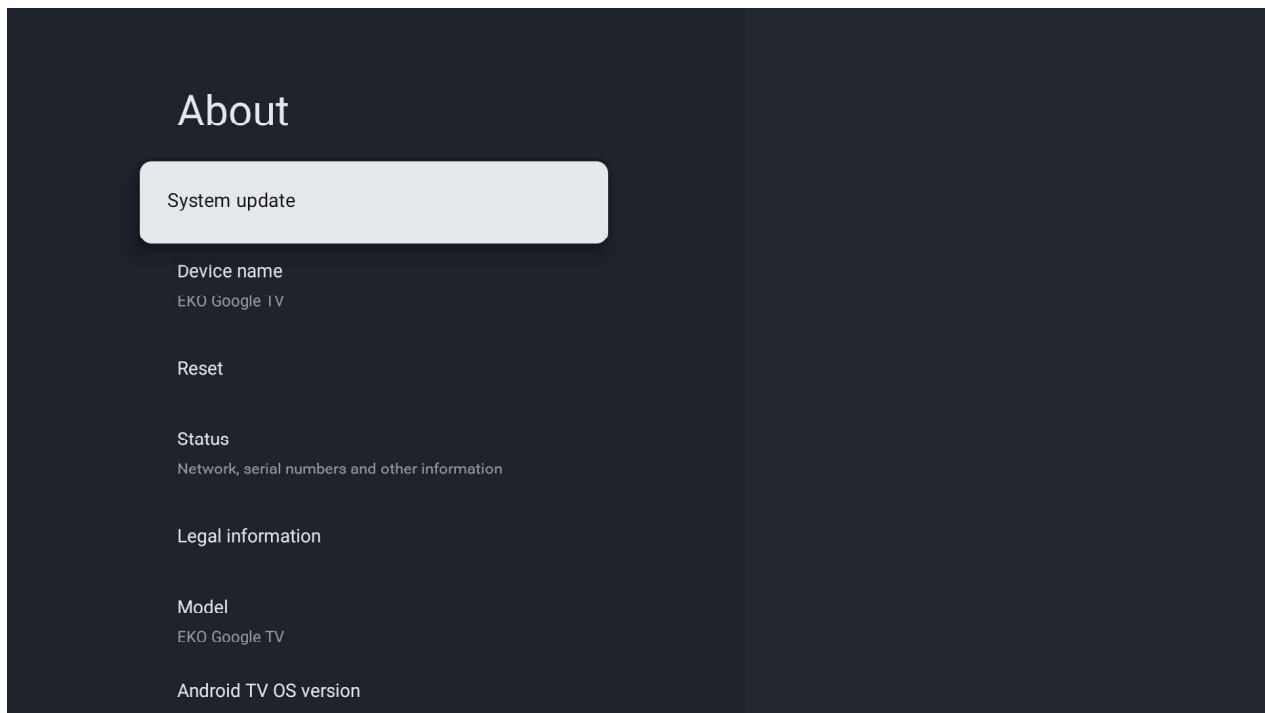 About
System update
Device name
EKO Google TV
Reset
Status
Network, serial numbers and other information
Legal information
Model
EKO Google TV
Android TV OS version